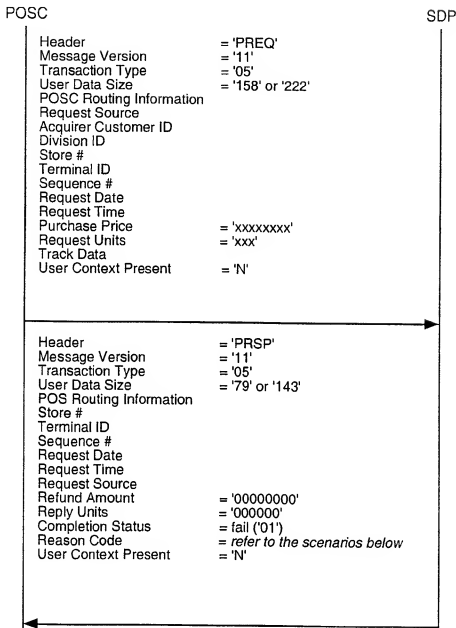 POSC SDP
Header = 'PREQ'
Message Version = '11'
Transaction Type = '05'
User Data Size = '158' or '222'
POSC Routing Information
Request Source
Acquirer Customer ID
Division ID
Store #
Terminal ID
Sequence #
Request Date
Request Time
Purchase Price = 'xxxxxxxx'
Request Units = 'xxx'
Track Data
User Context Present = 'N'
Header = 'PRSP'
Message Version = '11'
Transaction Type = '05'
User Data Size = '79' or '143'
POS Routing Information
Store #
Terminal ID
Sequence #
Request Date
Request Time
Request Source
Refund Amount = '00000000'
Reply Units = '000000'
Completion Status = fail ('01')
Reason Code = refer to the scenarios below
User Context Present = 'N'